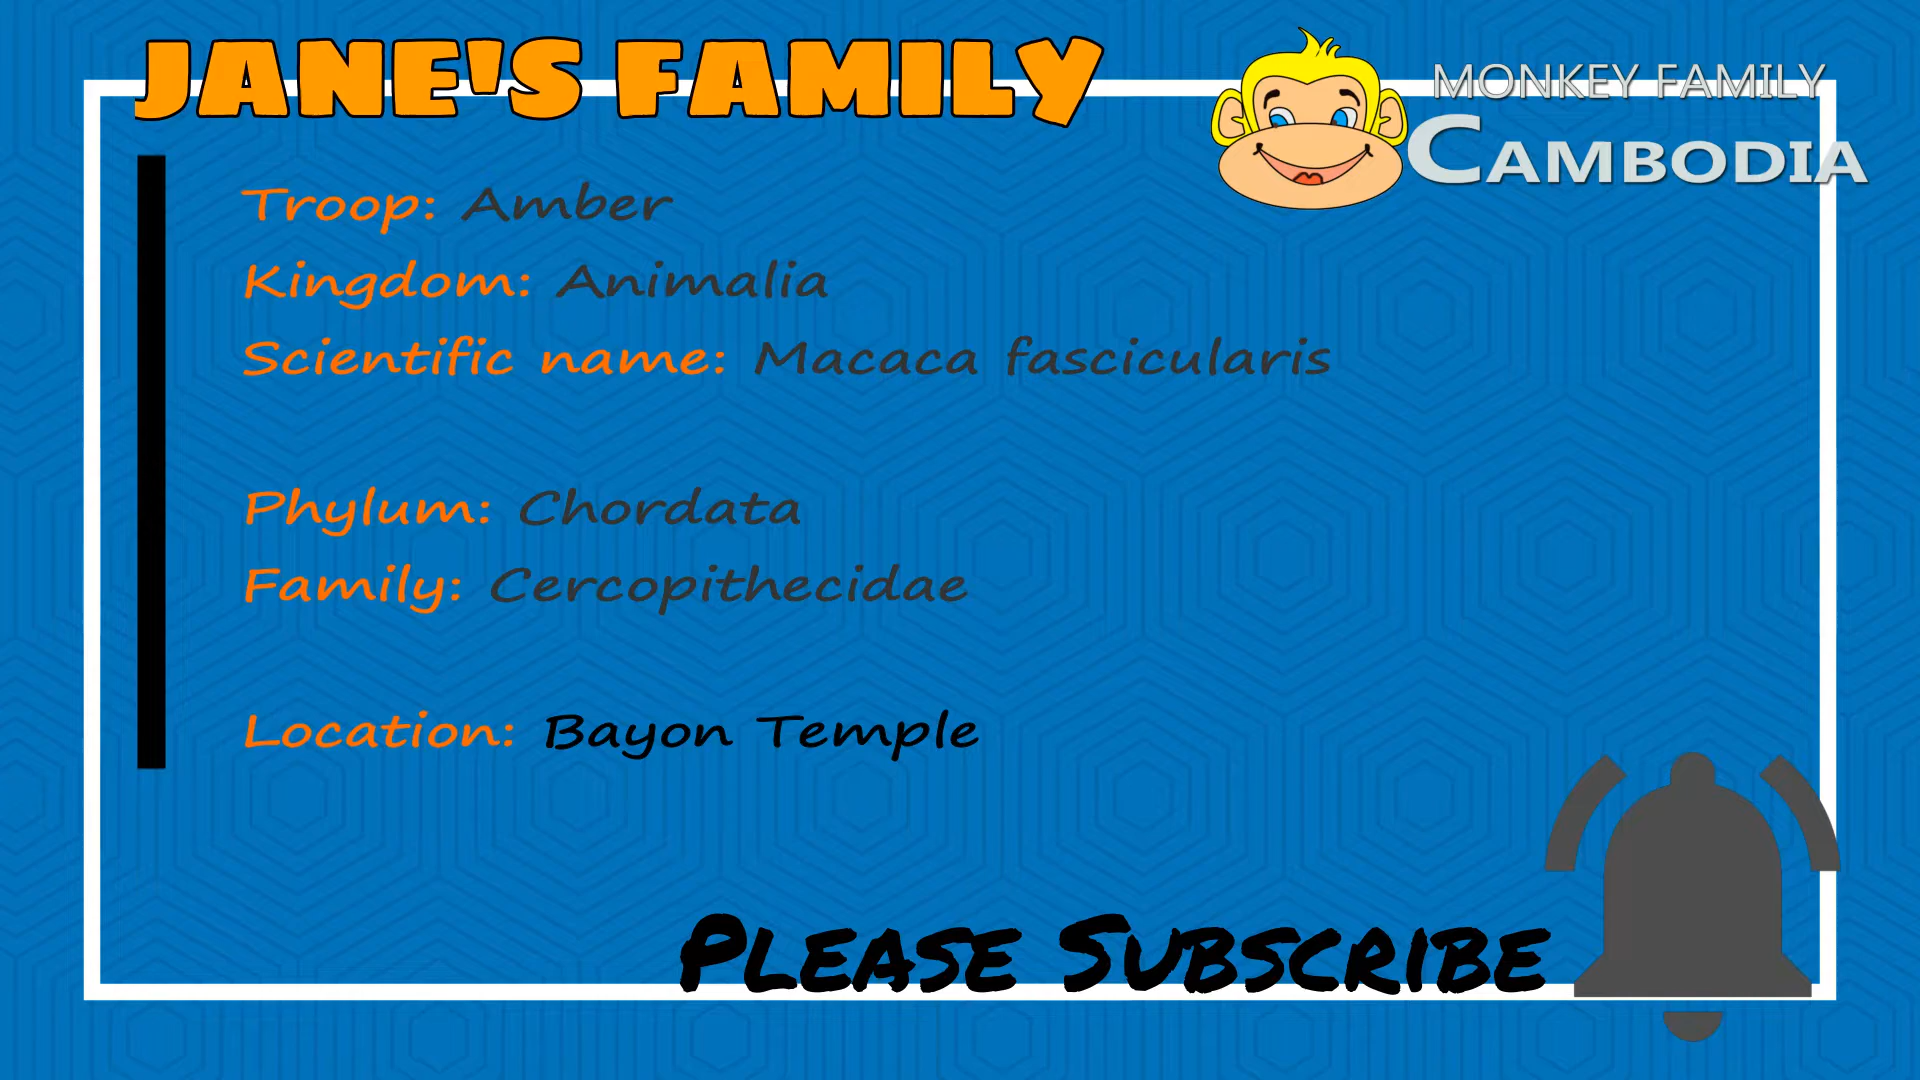 JANE'S FAMILY
MONKEY FAMILY
CAMBODIA
Troop: Amber
Kingdom: Animalia
Scientific name: Macaca fascicularis
Phylum: Chordata
Family: Cercopithecidae
Location: Bayon Temple
PLEASE SUBSCRIBE